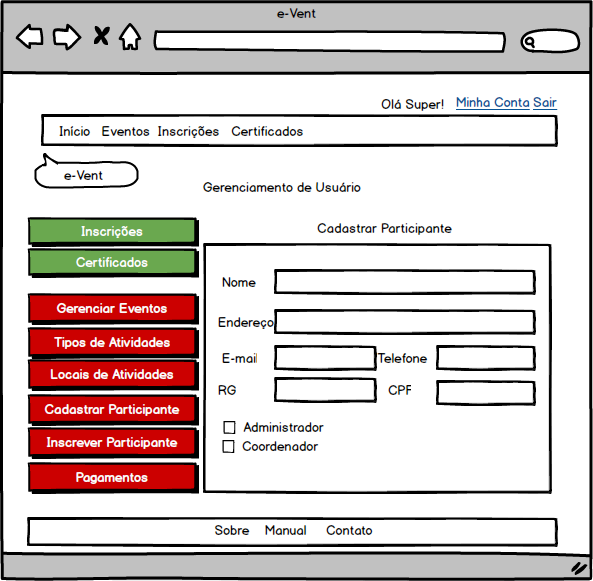 e-Vent
Olá Super! Minha Conta Sair
Início Eventos Inscrições Certificados
e-Vent
Gerenciamento de Usuário
Inscrições
Certificados
Gerenciar Eventos
Tipos de Atividades
Locais de Atividades
Cadastrar Participante
Inscrever Participante
Pagamentos
Cadastrar Participante
Nome
Endereço
E-mail Telefone
RG CPF
Administrador
Coordenador
Sobre Manual Contato